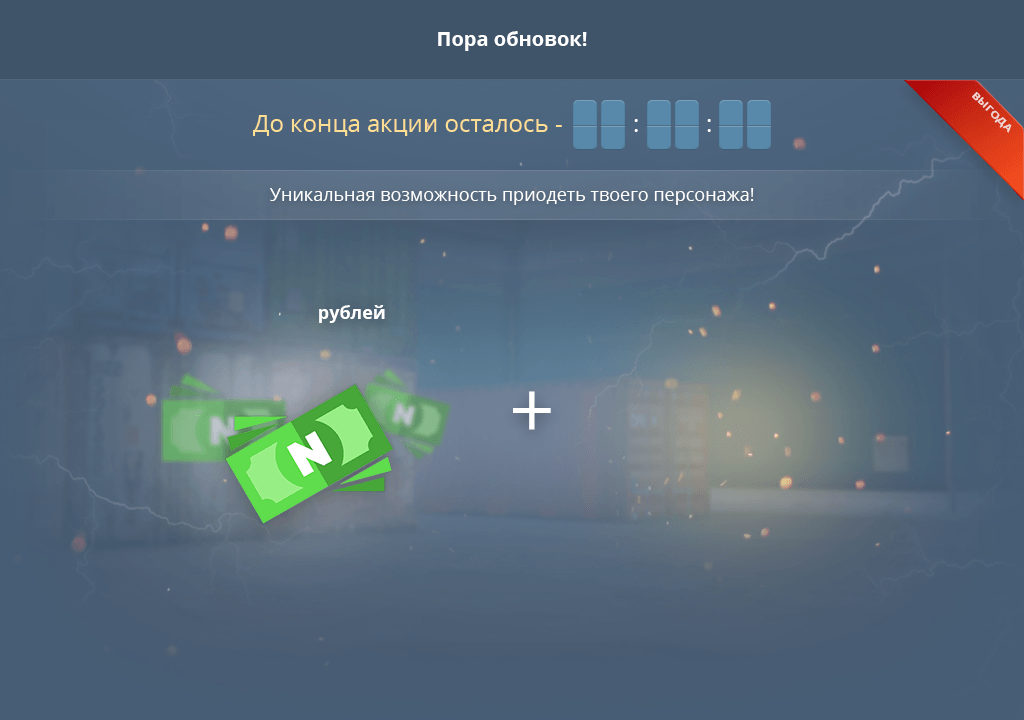 Пора обновок!
До конца акции осталось - : :
ВЫГОДА
Уникальная возможность приодеть твоего персонажа!
рублей
N
N
N
+